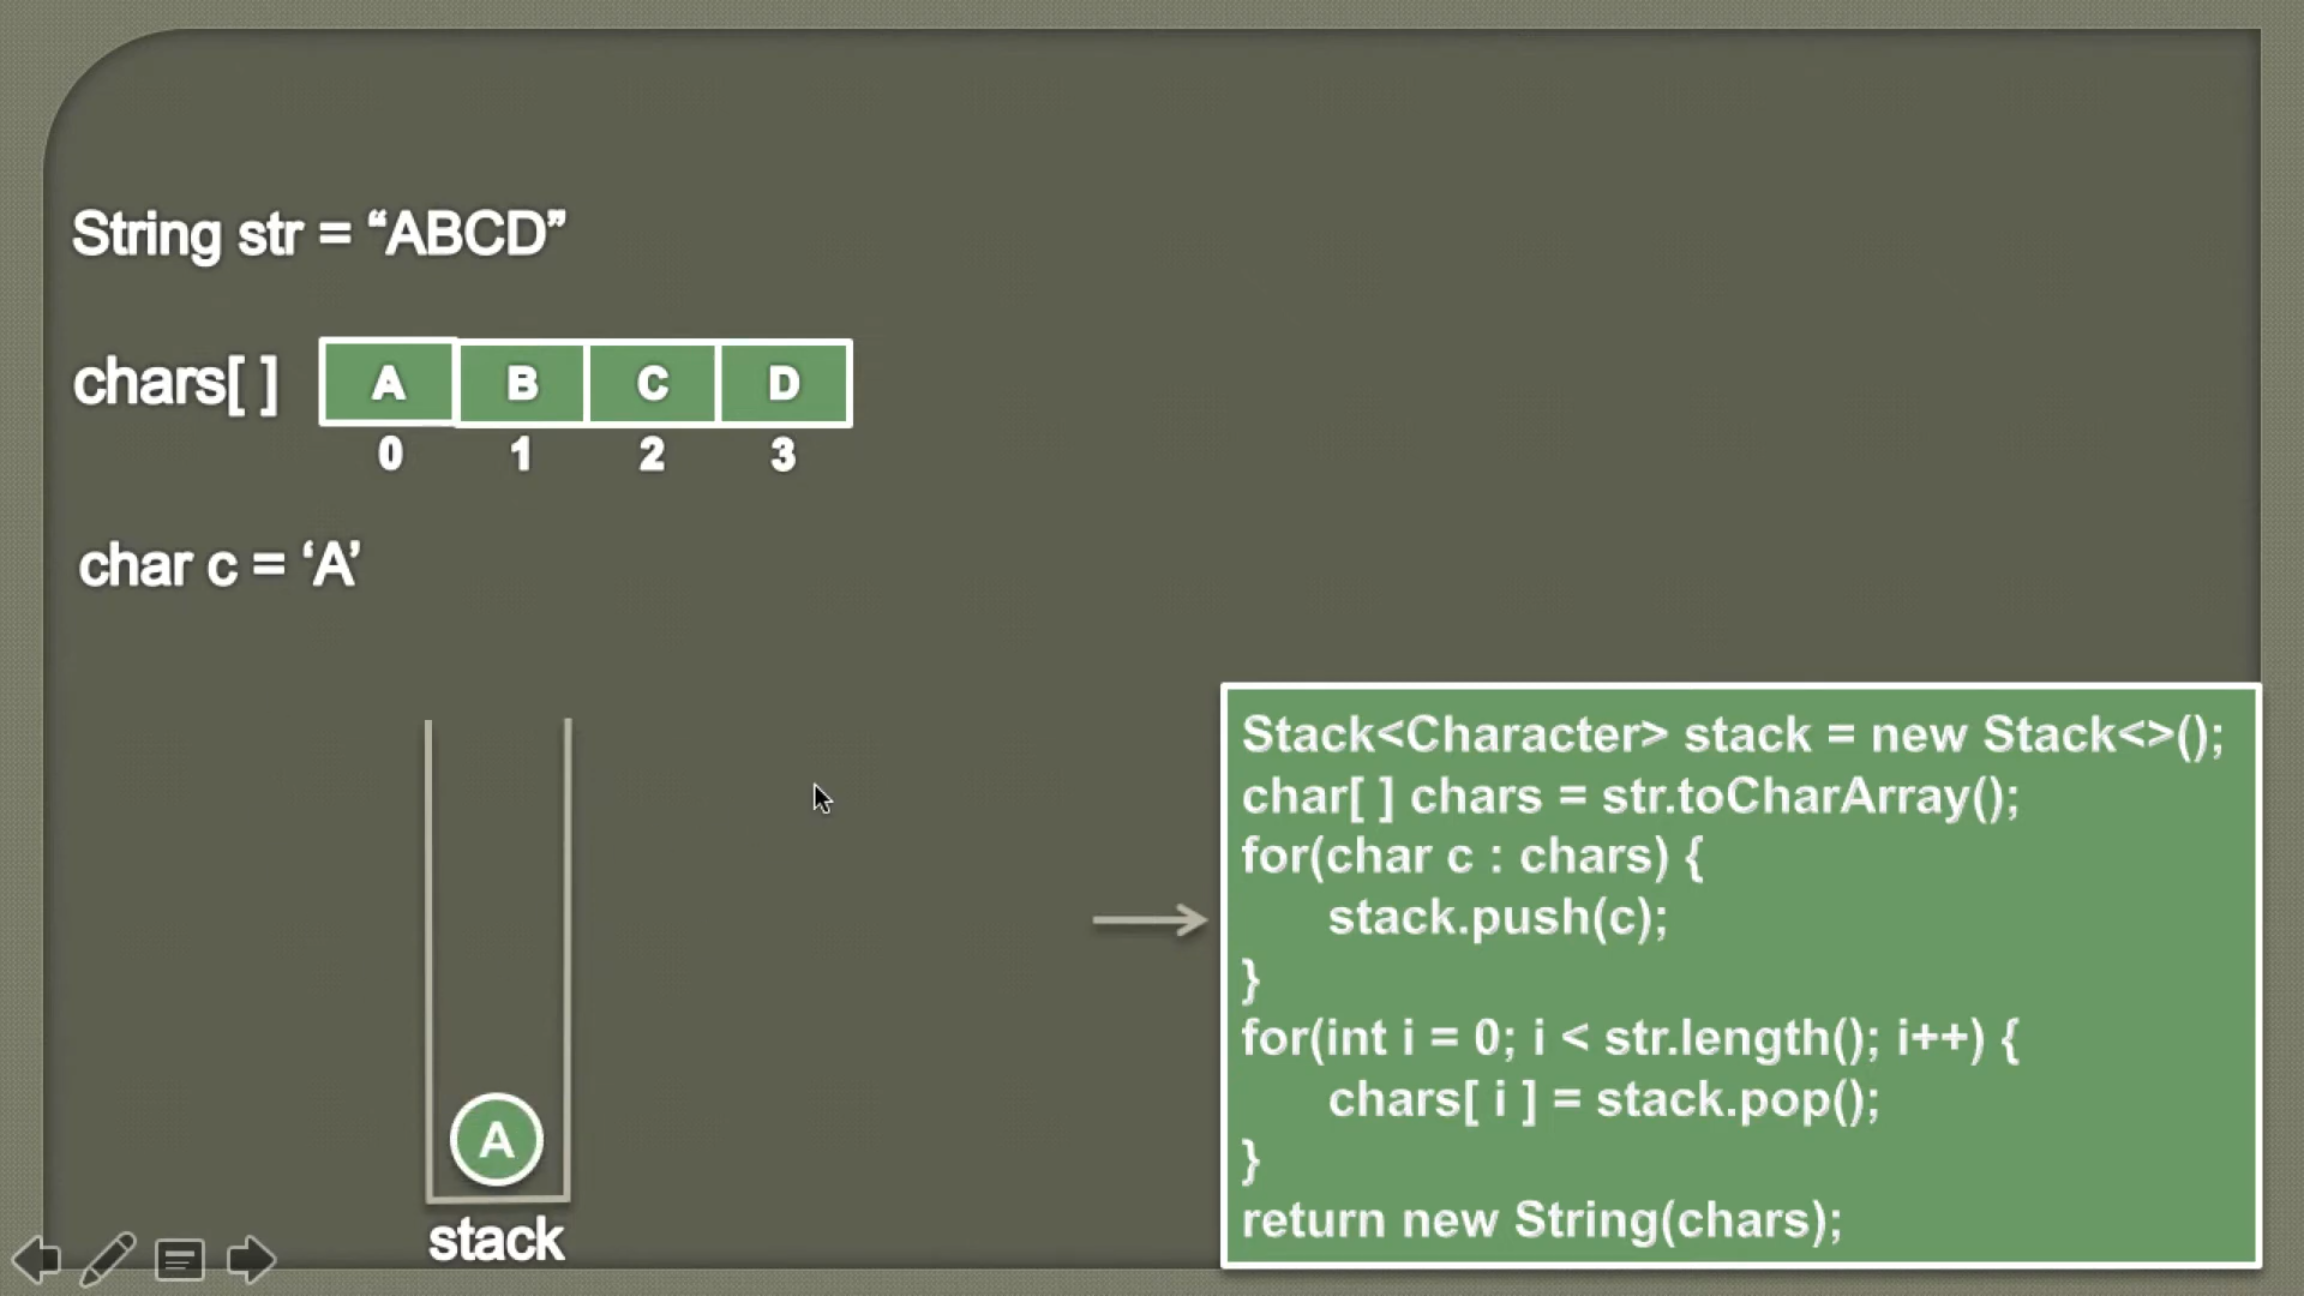 String str = “ABCD”
chars[ ] A B C D
0 1 2 3
char c = ‘A’
A
stack
Stack<Character> stack = new Stack<>();
char[ ] chars = str.toCharArray();
for(char c : chars) {
stack.push(c);
}
for(int i = 0; i < str.length(); i++) {
chars[ i ] = stack.pop();
}
return new String(chars);